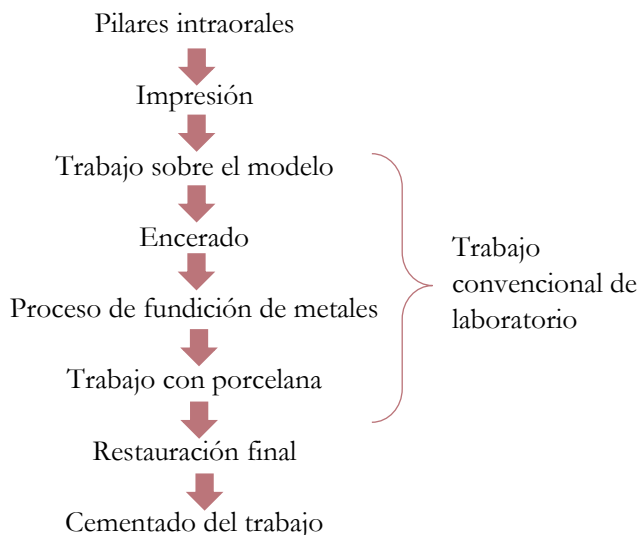 Pilares intraorales
Impresión
Trabajo sobre el modelo
Encerado
Proceso de fundición de metales
Trabajo con porcelana
Restauración final
Cementado del trabajo
Trabajo
convencional de
laboratorio